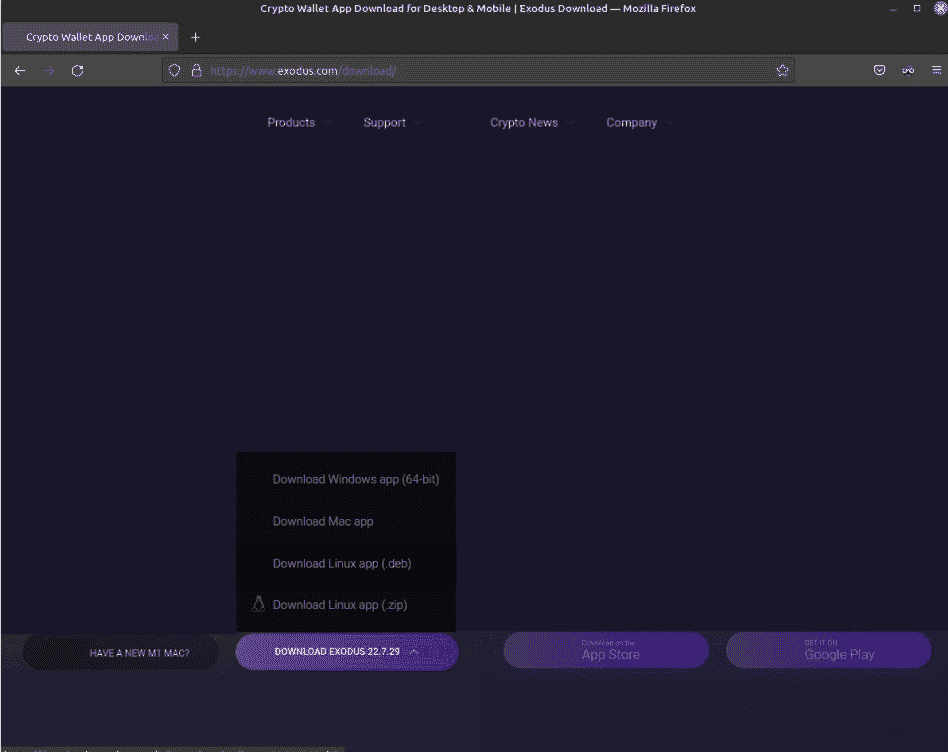 Crypto Wallet App Download for Desktop & Mobile | Exodus Download — Mozilla Firefox
Crypto Wallet App Downloa
https://www.exodus.com/download/
Products Support Crypto News Company
Download Windows app (64-bit)
Download Mac app
Download Linux app (.deb)
Download Linux app (.zip)
HAVE A NEW M1 MAC?
DOWNLOAD EXODUS 22.7.29
Download on the
App Store
GET IT ON
Google Play